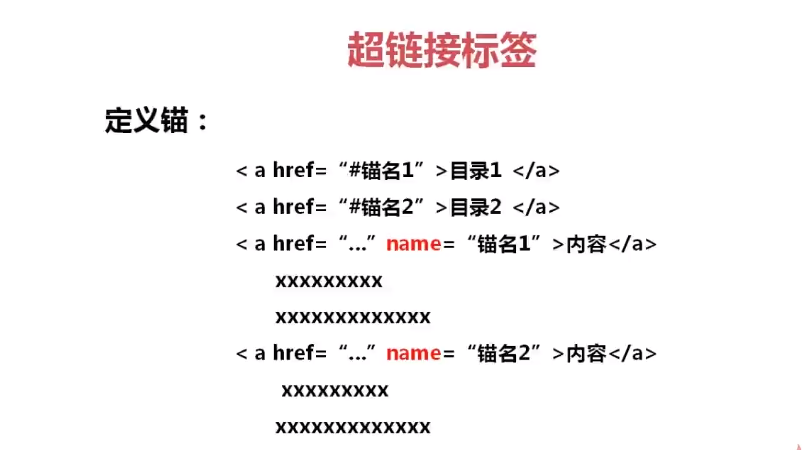 超链接标签
定义锚：
< a href= “#锚名1” >目录1 </a>
< a href= “#锚名2” >目录2 </a>
< a href= “...” name= “锚名1” >内容</a>
xxxxxxxxx
xxxxxxxxxxxxx
< a href= “...” name= “锚名2” >内容</a>
xxxxxxxxx
xxxxxxxxxxxxx